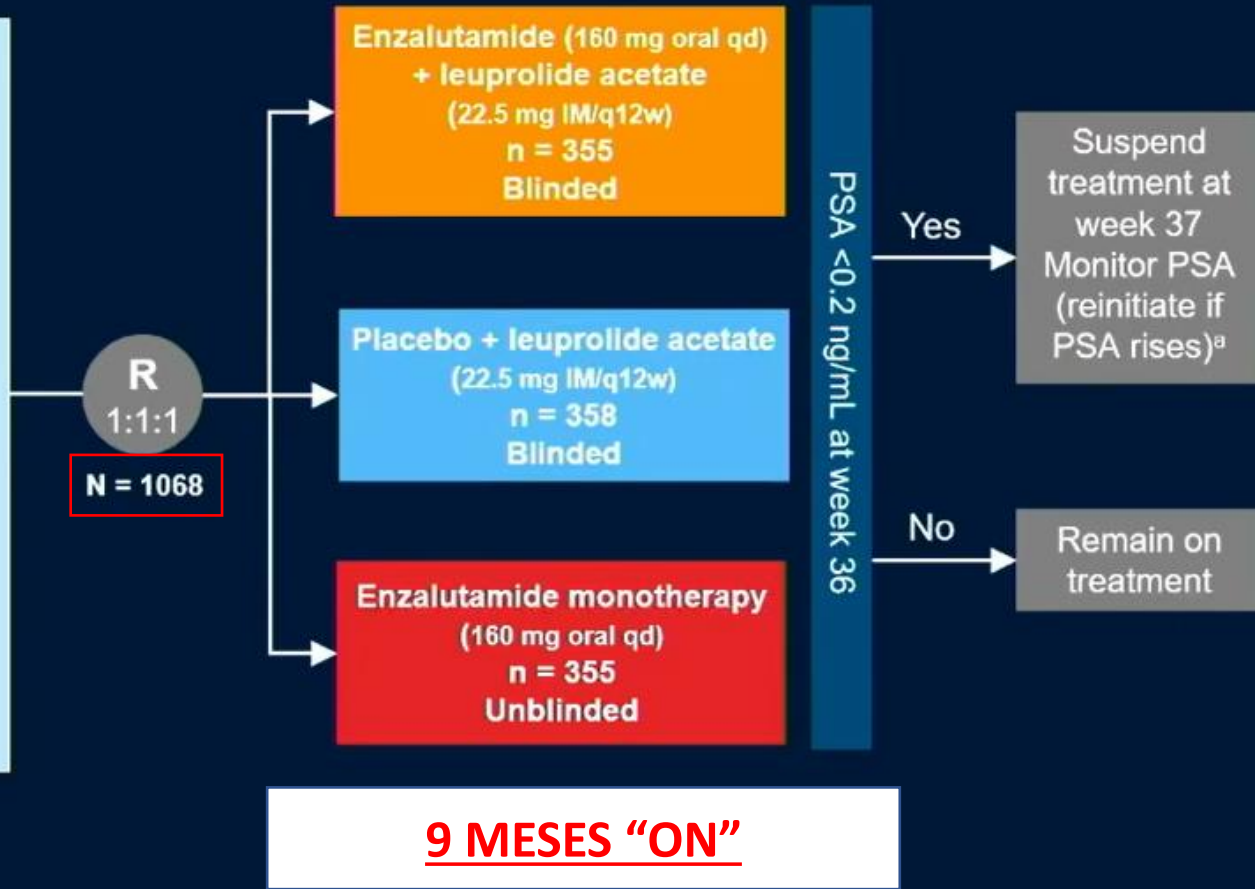 R
1:1:1
N = 1068
Enzalutamide (160 mg oral qd)
+ leuprolide acetate
(22.5 mg IM/q12w)
n = 355
Blinded
Placebo + leuprolide acetate
(22.5 mg IM/q12w)
n = 358
Blinded
Enzalutamide monotherapy
(160 mg oral qd)
n = 355
Unblinded
PSA <0.2 ng/mL at week 36
Yes
Suspend
treatment at
week 37
Monitor PSA
(reinitiate if
PSA rises)ᵃ
No
Remain on
treatment
9 MESES “ON”